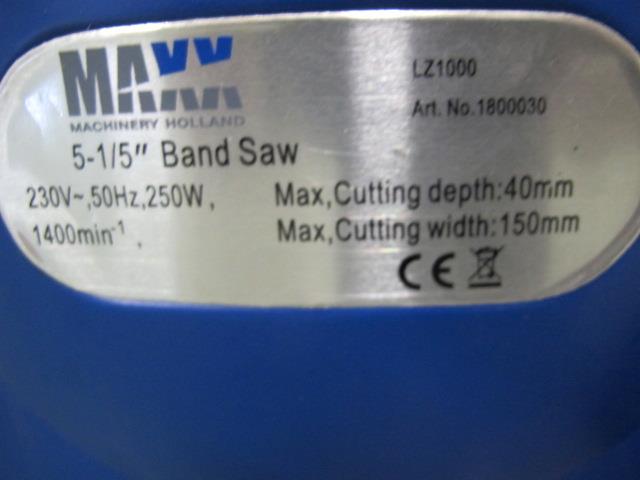 MAXX
MACHINERY HOLLAND
LZ1000
Art. No.1800030
5-1/5" Band Saw
230V~,50Hz,250W, Max,Cutting depth:40mm
1400min-1, Max,Cutting width:150mm
CE